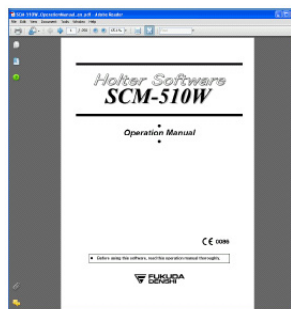 Holter Software
SCM-510W
Operation Manual
CE 0086
• Before using this software, read this operation manual thoroughly.
FUKUDA
DENSHI